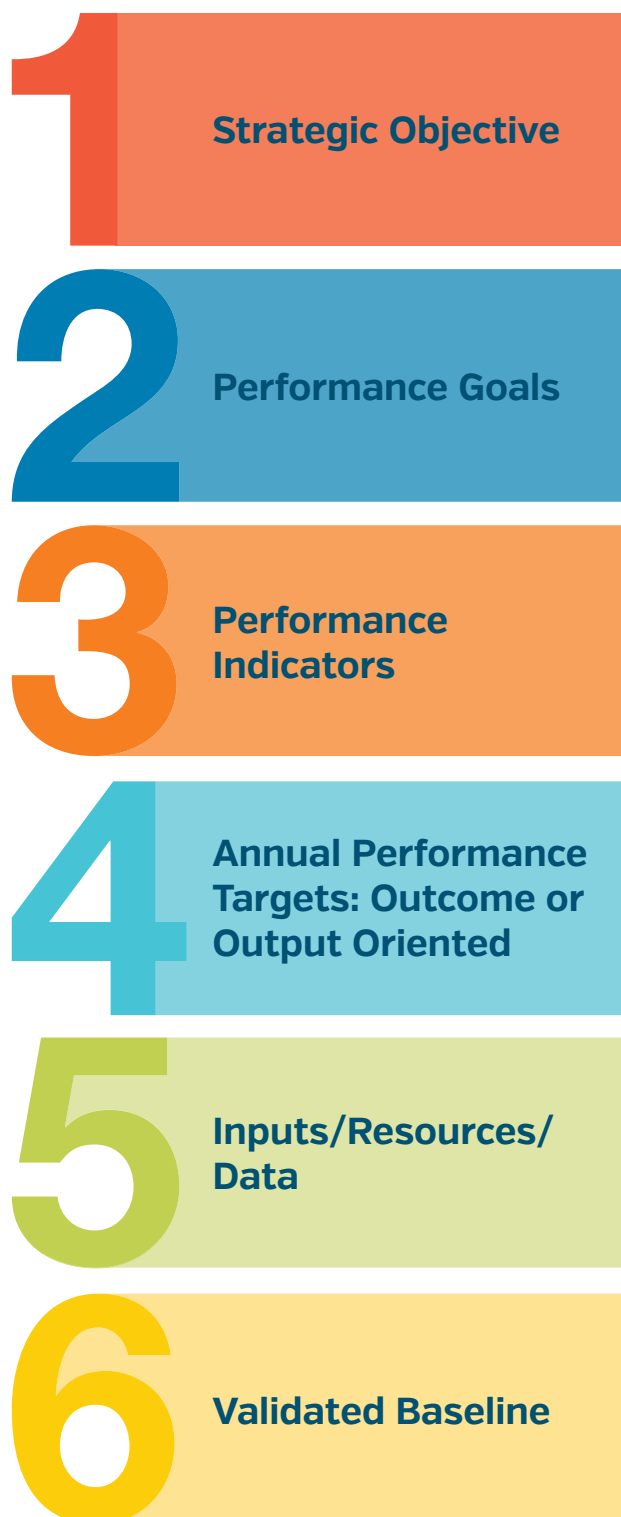 1
Strategic Objective
2
Performance Goals
3
Performance
Indicators
4
Annual Performance
Targets: Outcome or
Output Oriented
5
Inputs/Resources/
Data
6
Validated Baseline